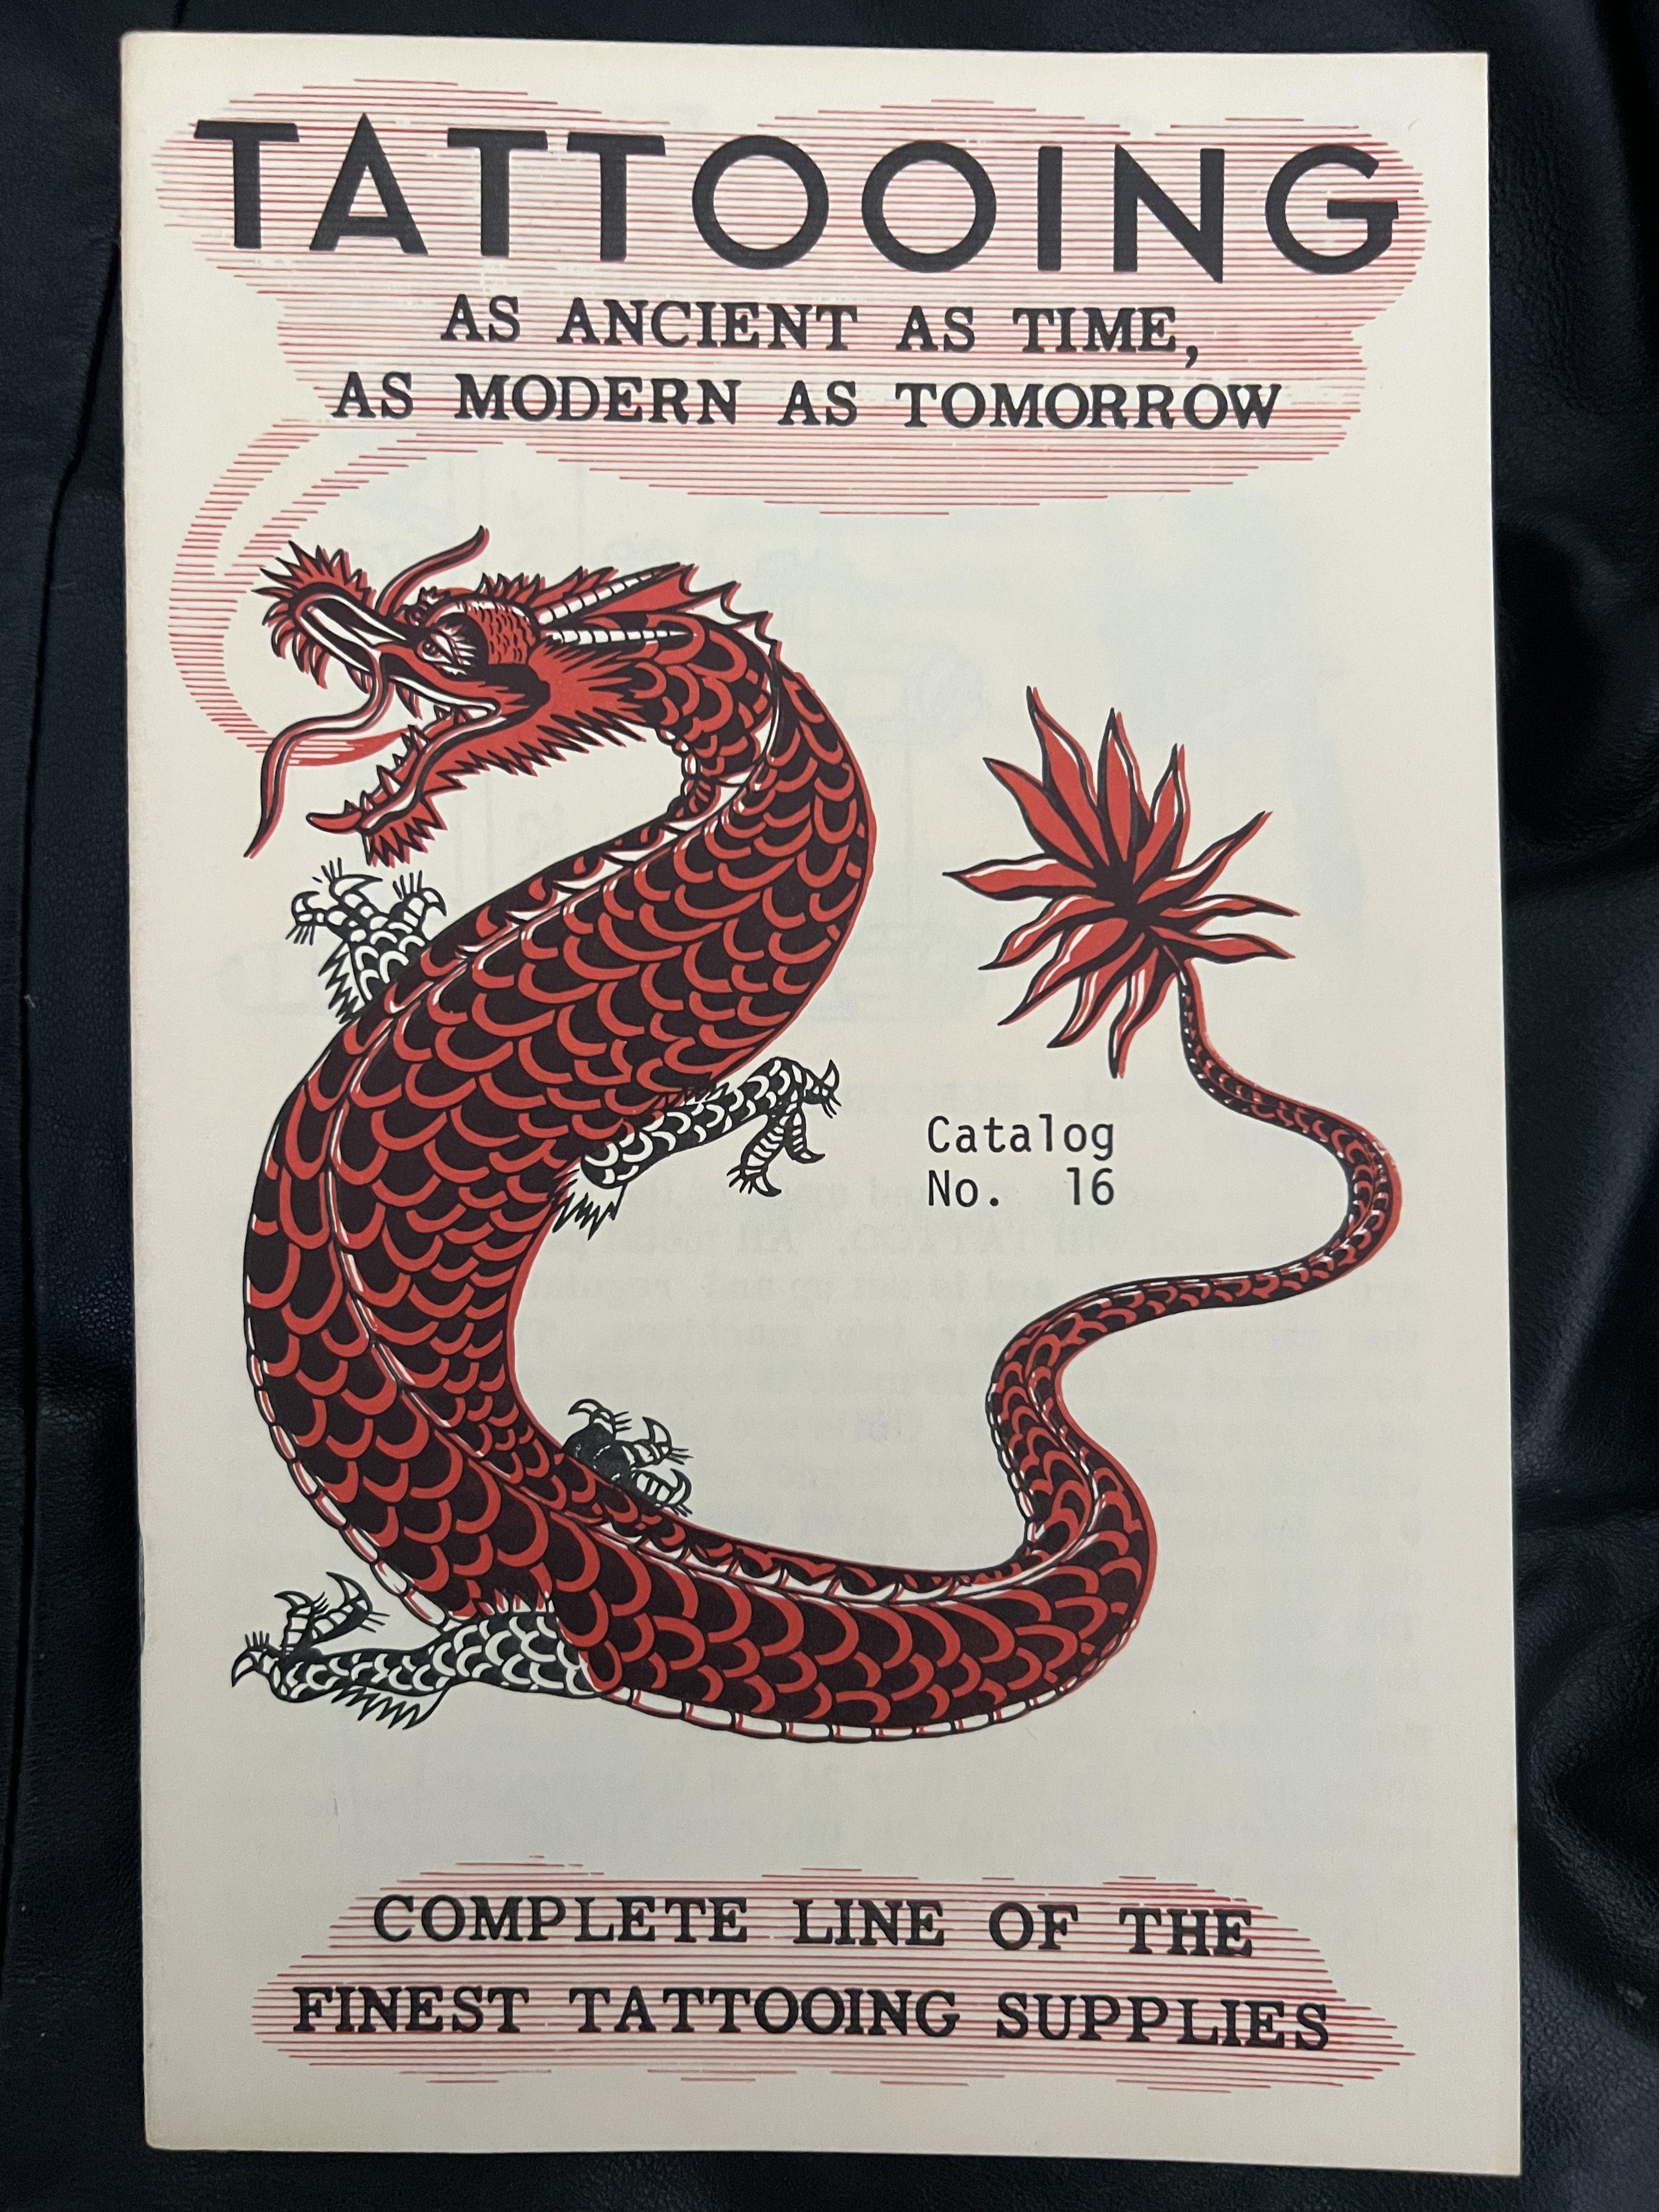 TATTOOING
AS ANCIENT AS TIME,
AS MODERN AS TOMORROW
Catalog
No. 16
COMPLETE LINE OF THE
FINEST TATTOOING SUPPLIES